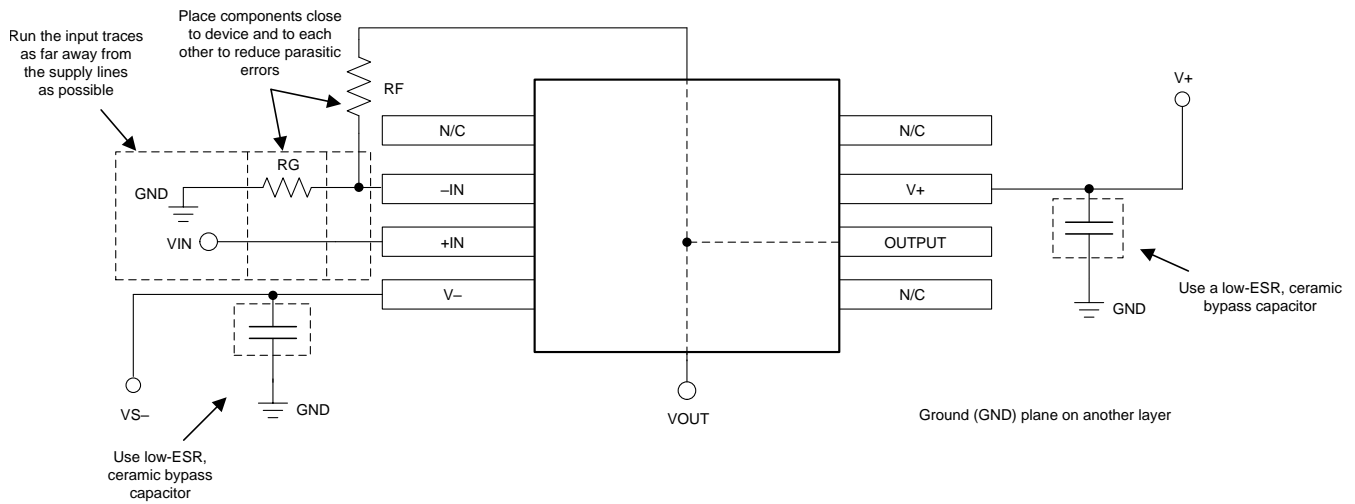 Place components close
to device and to each
other to reduce parasitic
errors
Run the input traces
as far away from
the supply lines
as possible
RF
V+
N/C
N/C
RG
GND
–IN
V+
VIN
+IN
OUTPUT
V–
N/C
GND
Use a low-ESR, ceramic
bypass capacitor
VS–
GND
VOUT
Ground (GND) plane on another layer
Use low-ESR,
ceramic bypass
capacitor